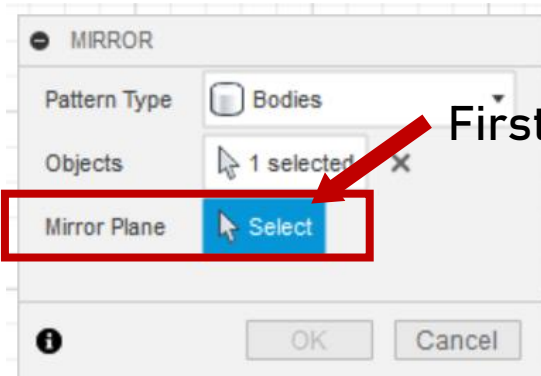 MIRROR
Pattern Type Bodies
First
Objects 1 selected
Mirror Plane Select
OK Cancel